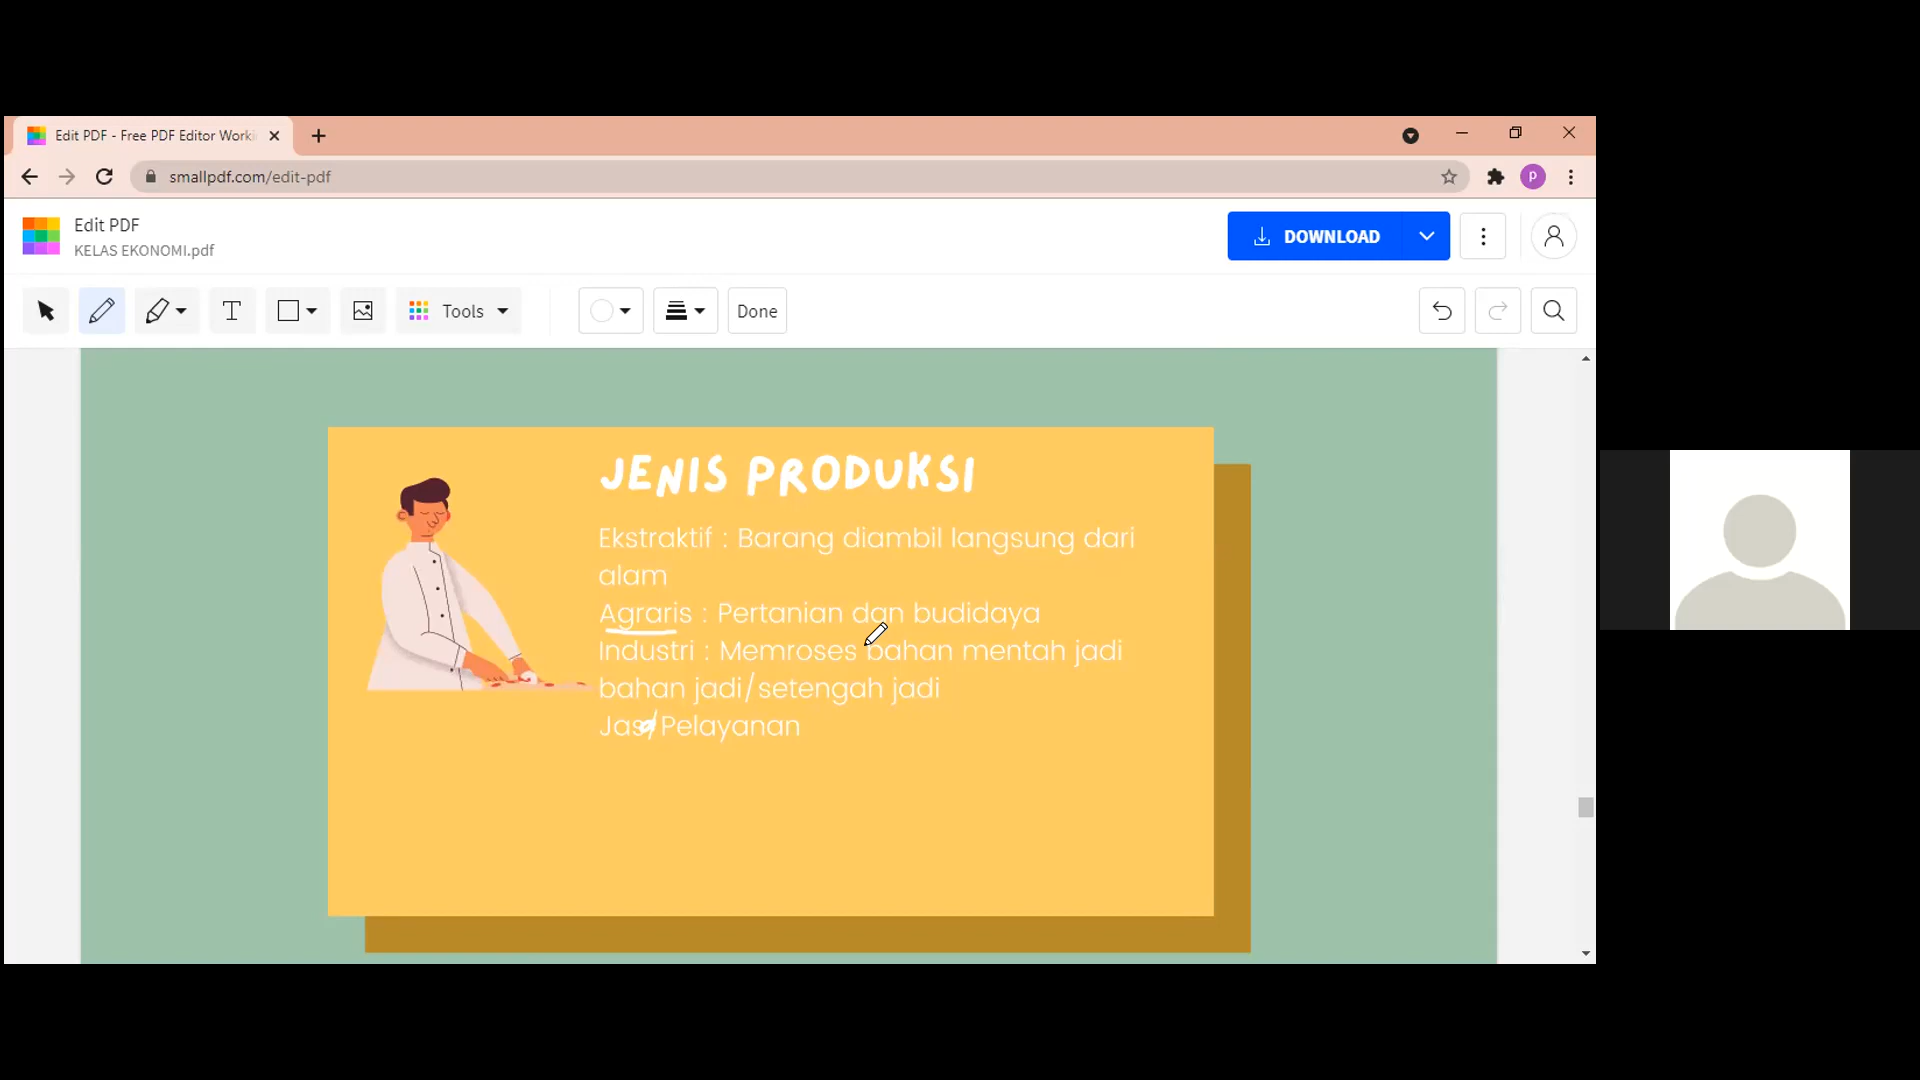 Edit PDF - Free PDF Editor Worki
smallpdf.com/edit-pdf
P
Edit PDF
KELAS EKONOMI.pdf
DOWNLOAD
T
Tools
Done
JENIS PRODUKSI
Ekstraktif : Barang diambil langsung dari
alam
Agraris : Pertanian dan budidaya
Industri : Memroses bahan mentah jadi
bahan jadi/setengah jadi
Jasa/Pelayanan